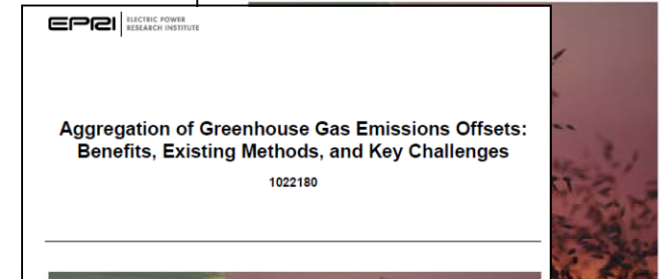 EPRI
ELECTRIC POWER
RESEARCH INSTITUTE
Aggregation of Greenhouse Gas Emissions Offsets:
Benefits, Existing Methods, and Key Challenges
1022180